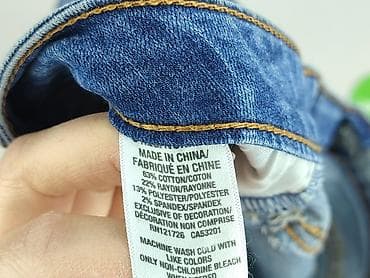 MADE IN CHINA/
FABRIQUÉ EN CHINE
63% COTTON/COTON
22% RAYON/RAYONNE
13% POLYESTER/POLYESTER
2% SPANDEX/SPANDEX
EXCLUSIVE OF DECORATION/
DÉCORATION NON COMPRISE
RN121726 CA53201
MACHINE WASH COLD WITH
LIKE COLORS
ONLY NON-CHLORINE BLEACH